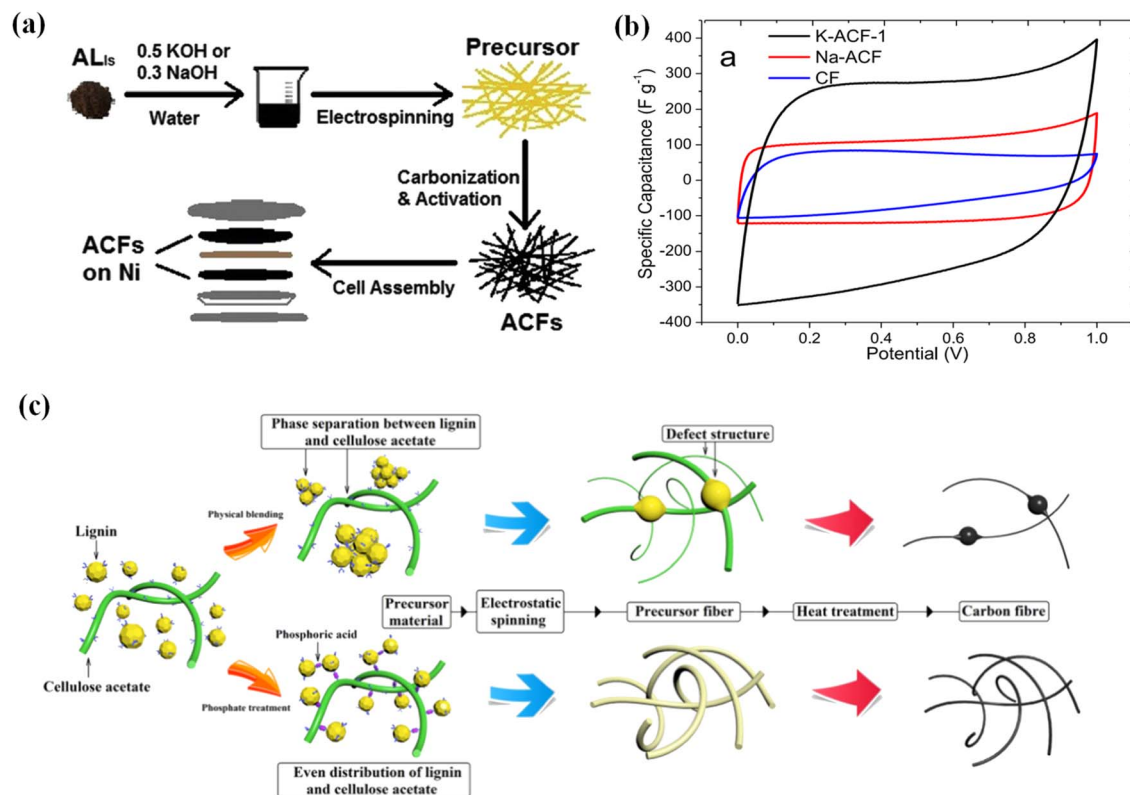 (a)
AL_Is
0.5 KOH or
0.3 NaOH
Water
Electrospinning
Precursor
Carbonization
& Activation
ACFs
on Ni
Cell Assembly
ACFs
(b)
a
K-ACF-1
Na-ACF
CF
Specific Capacitance (F g⁻¹)
400
300
200
100
0
-100
-200
-300
-400
0.0 0.2 0.4 0.6 0.8 1.0
Potential (V)
(c)
Phase separation between lignin
and cellulose acetate
Defect structure
Physical blending
Lignin
Precursor
material
Electrostatic
spinning
Precursor fiber
Heat treatment
Carbon fibre
Phosphoric acid
Cellulose acetate
Phosphate treatment
Even distribution of lignin
and cellulose acetate